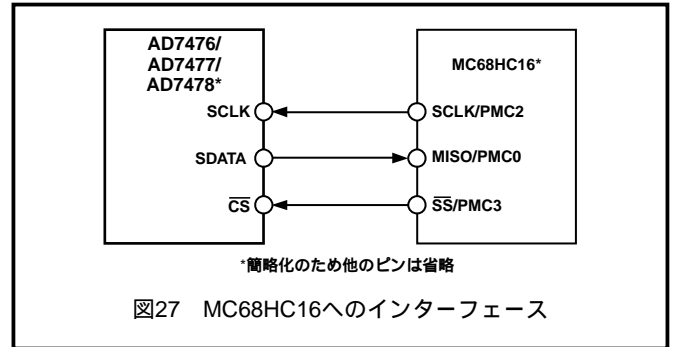 AD7476/
AD7477/
AD7478*
MC68HC16*
SCLK
SCLK/PMC2
SDATA
MISO/PMC0
C̅S̅
S̅S̅/PMC3
*簡略化のため他のピンは省略
図27 MC68HC16へのインターフェース